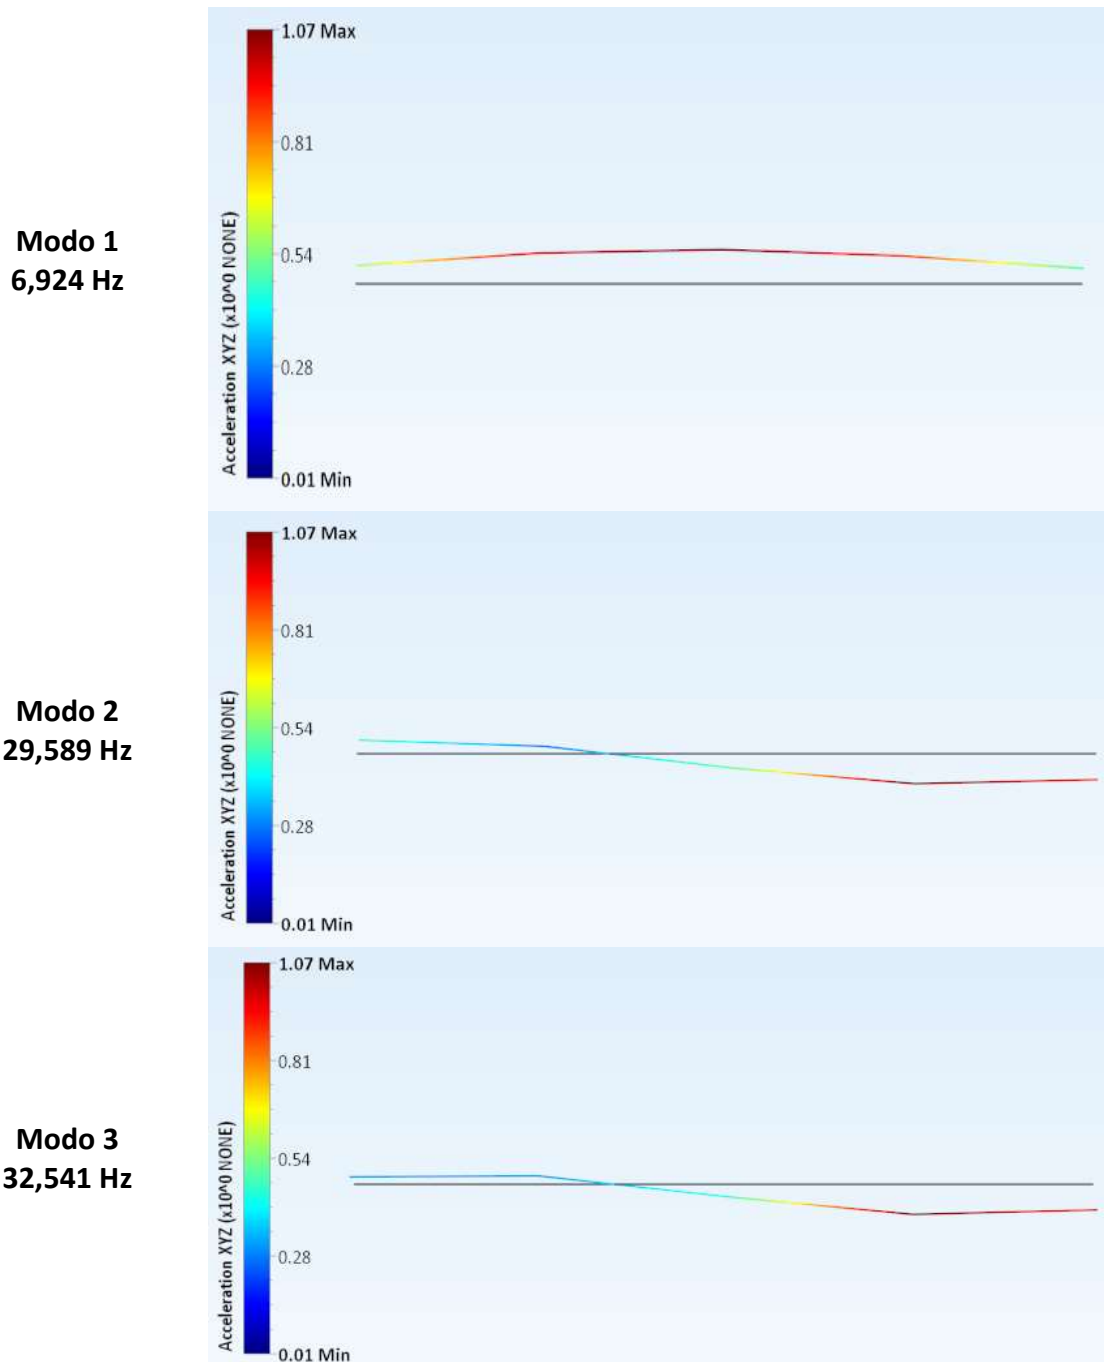 Modo 1
6,924 Hz
Acceleration XYZ (x10^0 NONE)
1.07 Max
0.81
0.54
0.28
0.01 Min
Modo 2
29,589 Hz
Acceleration XYZ (x10^0 NONE)
1.07 Max
0.81
0.54
0.28
0.01 Min
Modo 3
32,541 Hz
Acceleration XYZ (x10^0 NONE)
1.07 Max
0.81
0.54
0.28
0.01 Min